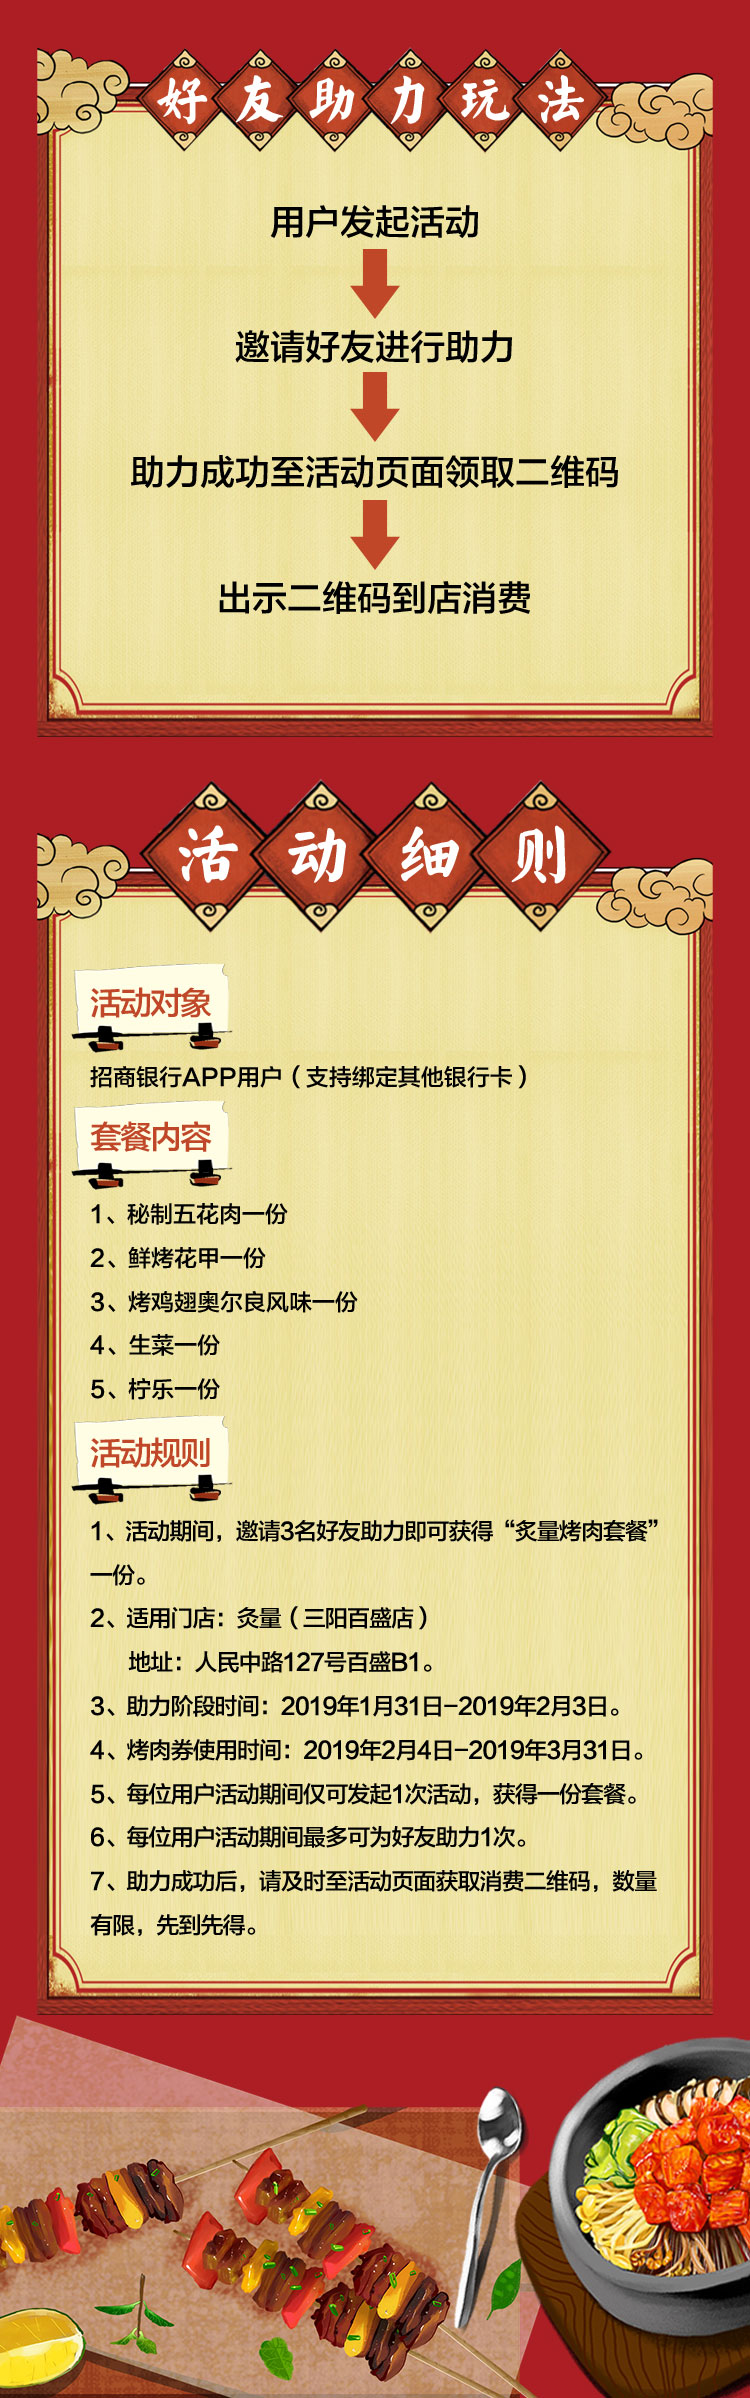 好友助力玩法
用户发起活动
邀请好友进行助力
助力成功至活动页面领取二维码
出示二维码到店消费
活动细则
活动对象
招商银行APP用户（支持绑定其他银行卡）
套餐内容
1、秘制五花肉一份
2、鲜烤花甲一份
3、烤鸡翅奥尔良风味一份
4、生菜一份
5、柠乐一份
活动规则
1、活动期间，邀请3名好友助力即可获得“炙量烤肉套餐”
一份。
2、适用门店：灸量（三阳百盛店）
地址：人民中路127号百盛B1。
3、助力阶段时间：2019年1月31日-2019年2月3日。
4、烤肉券使用时间：2019年2月4日-2019年3月31日。
5、每位用户活动期间仅可发起1次活动，获得一份套餐。
6、每位用户活动期间最多可为好友助力1次。
7、助力成功后，请及时至活动页面获取消费二维码，数量
有限，先到先得。